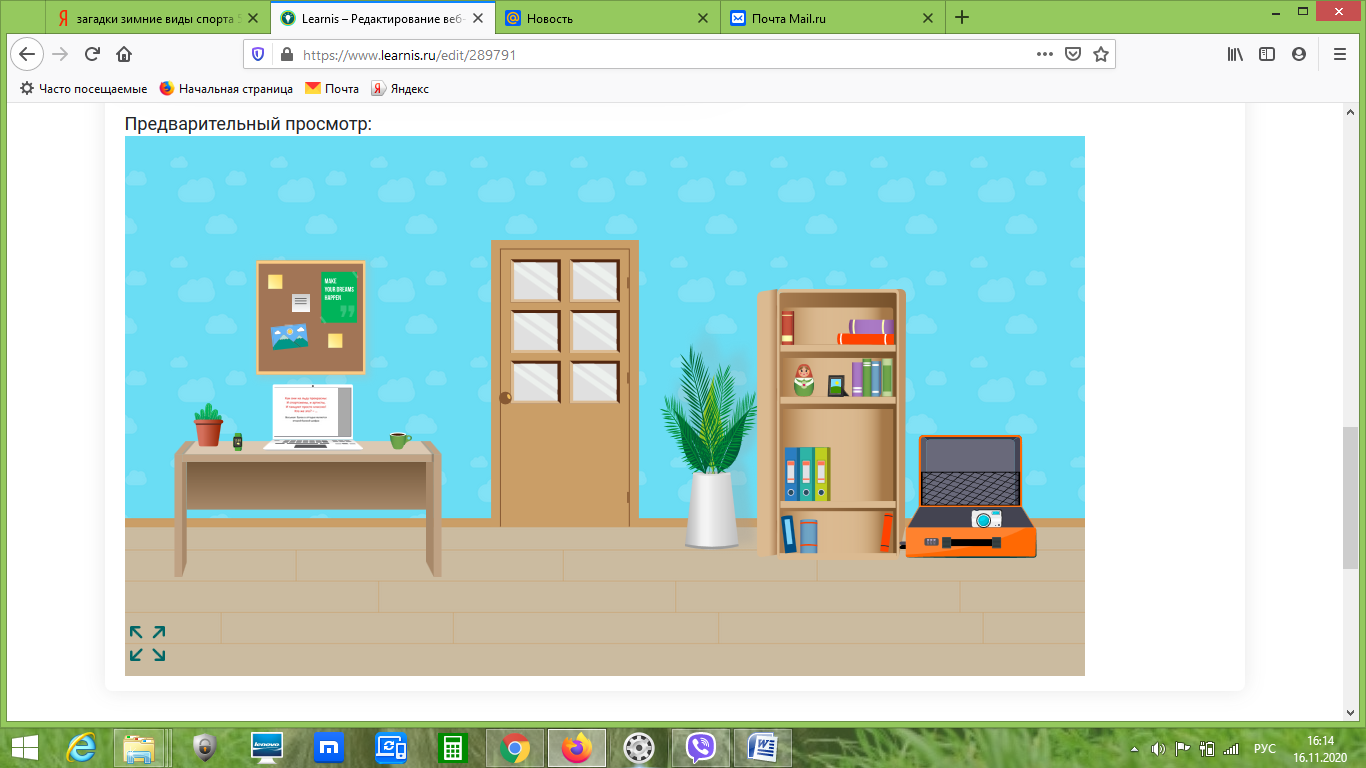 загадки зимние виды спорта
Learnis – Редактирование веб-
Новость
Почта Mail.ru
https://www.learnis.ru/edit/289791
Часто посещаемые
Начальная страница
Почта
Яндекс
Предварительный просмотр:
MAKE
YOUR DREAMS
HAPPEN
lenovo
РУС
16:14
16.11.2020